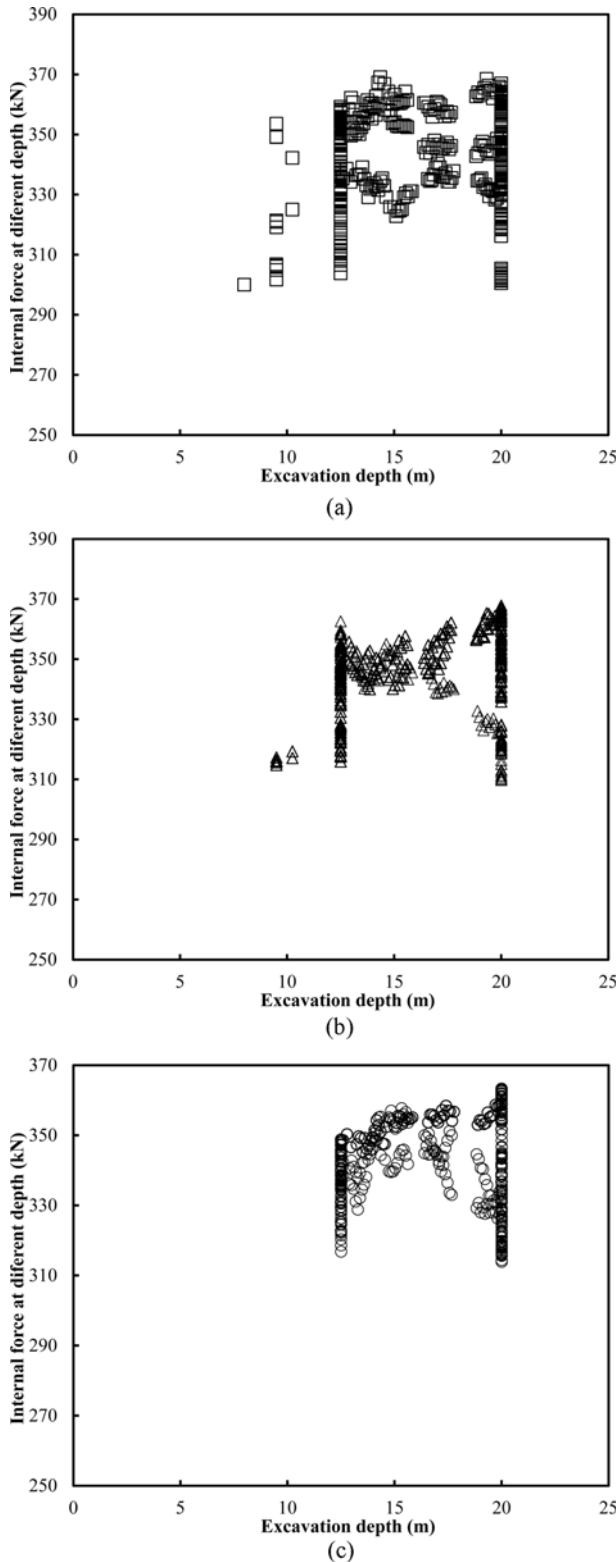 390
370
350
330
310
290
270
250
Internal force at diferent depth (kN)
0 5 10 15 20 25
Excavation depth (m)
(a)
390
370
350
330
310
290
270
250
Internal force at diferent depth (kN)
0 5 10 15 20 25
Excavation depth (m)
(b)
370
350
330
310
290
270
250
Internal force at diferent depth (kN)
0 5 10 15 20 25
Excavation depth (m)
(c)